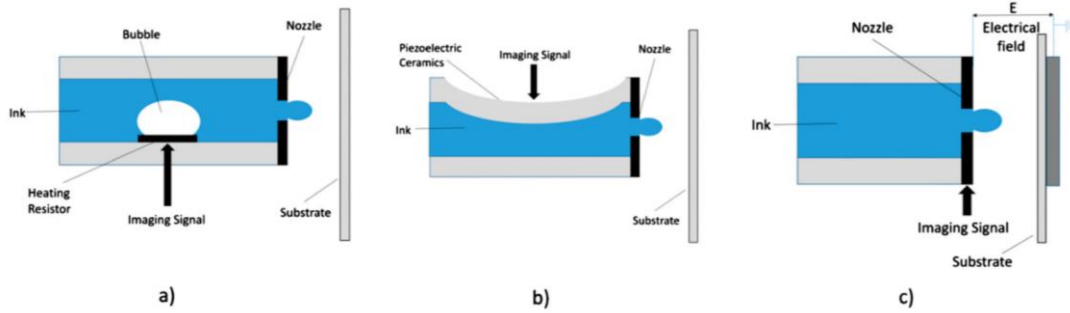 Bubble
Nozzle
Ink
Heating
Resistor
Imaging Signal
Substrate
a)
Piezoelectric
Ceramics
Imaging Signal
Nozzle
Ink
Substrate
b)
E
Electrical
field
Nozzle
Ink
Imaging Signal
Substrate
c)